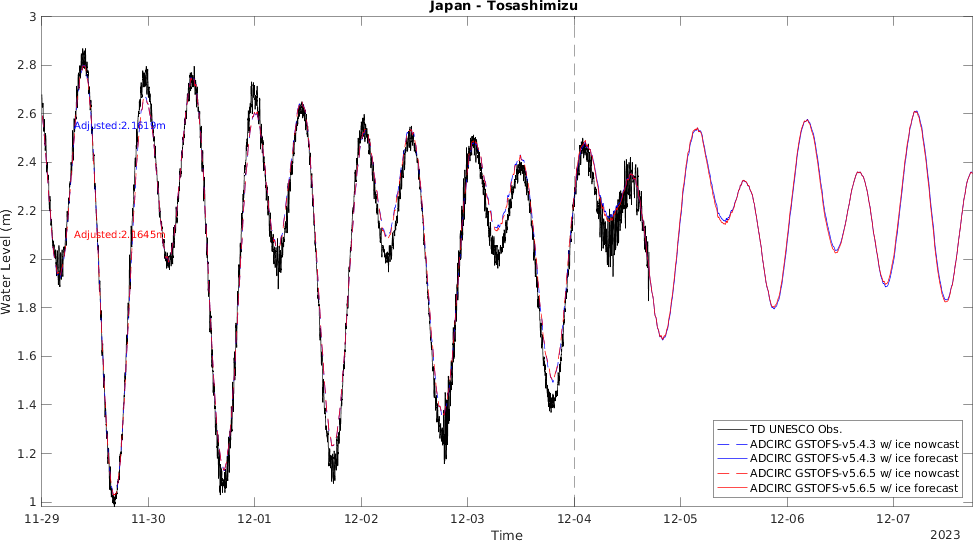 Japan - Tosashimizu
Water Level (m)
3
2.8
2.6
2.4
2.2
2
1.8
1.6
1.4
1.2
1
Adjusted:2.1619m
Adjusted:2.1645m
TD UNESCO Obs.
ADCIRC GSTOFS-v5.4.3 w/ ice nowcast
ADCIRC GSTOFS-v5.4.3 w/ ice forecast
ADCIRC GSTOFS-v5.6.5 w/ ice nowcast
ADCIRC GSTOFS-v5.6.5 w/ ice forecast
11-29 11-30 12-01 12-02 12-03 12-04 12-05 12-06 12-07
Time
2023